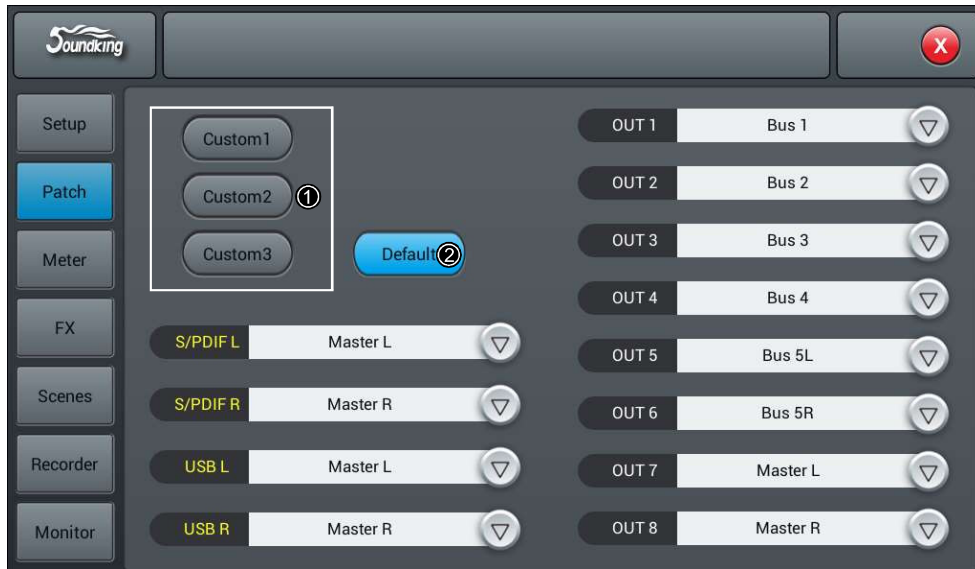 Soundking
X
Setup
Patch
Meter
FX
Scenes
Recorder
Monitor
Custom1
Custom2 1
Custom3
Default 2
S/PDIF L Master L
S/PDIF R Master R
USB L Master L
USB R Master R
OUT 1 Bus 1
OUT 2 Bus 2
OUT 3 Bus 3
OUT 4 Bus 4
OUT 5 Bus 5L
OUT 6 Bus 5R
OUT 7 Master L
OUT 8 Master R